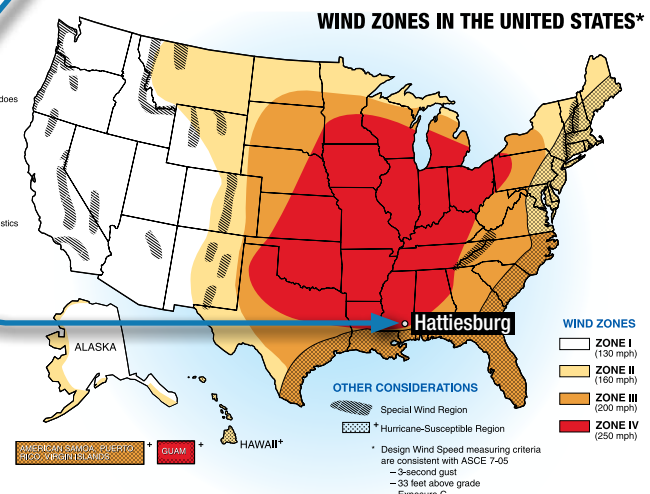 WIND ZONES IN THE UNITED STATES*
does
stics
Hattiesburg
ALASKA
HAWAII+
AMERICAN SAMOA, PUERTO
RICO, VIRGIN ISLANDS
+
GUAM
+
WIND ZONES
ZONE I
(130 mph)
ZONE II
(160 mph)
ZONE III
(200 mph)
ZONE IV
(250 mph)
OTHER CONSIDERATIONS
Special Wind Region
+ Hurricane-Susceptible Region
* Design Wind Speed measuring criteria
are consistent with ASCE 7-05
– 3-second gust
– 33 feet above grade
– Exposure C